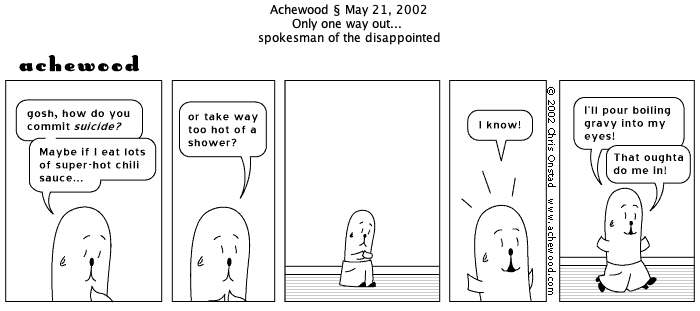 Achewood § May 21, 2002
Only one way out...
spokesman of the disappointed
achewood
gosh, how do you
commit suicide?
Maybe if I eat lots
of super-hot chili
sauce...
or take way
too hot of a
shower?
I know!
© 2002 Chris Onstad www.achewood.com
I'll pour boiling
gravy into my
eyes!
That oughta
do me in!